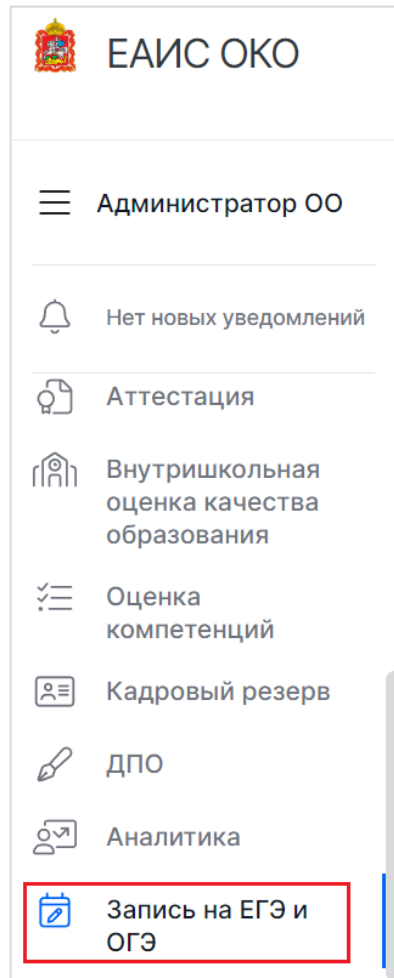 ЕАИС ОКО
Администратор ОО
Нет новых уведомлений
Аттестация
Внутришкольная
оценка качества
образования
Оценка
компетенций
Кадровый резерв
ДПО
Аналитика
Запись на ЕГЭ и
ОГЭ